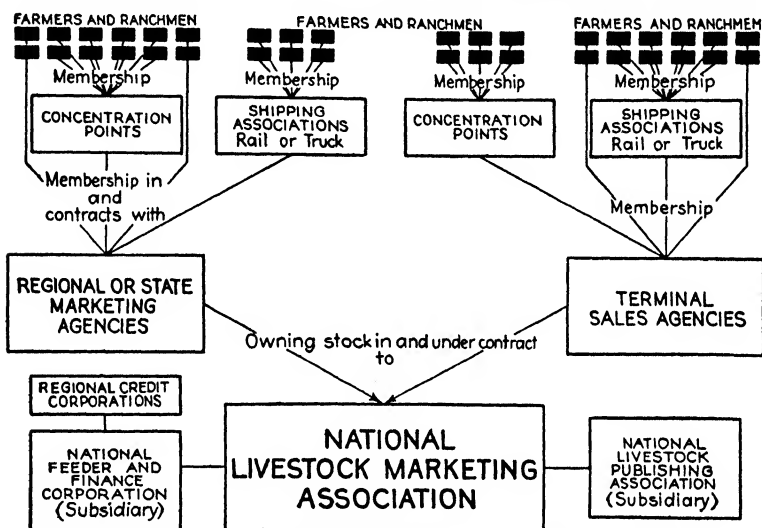 FARMERS AND RANCHMEN
FARMERS AND RANCHMEN
FARMERS AND RANCHMEN
Membership
Membership
Membership
Membership
CONCENTRATION
POINTS
SHIPPING
ASSOCIATIONS
Rail or Truck
CONCENTRATION
POINTS
SHIPPING
ASSOCIATIONS
Rail or Truck
Membership in
and
contracts with
Membership
REGIONAL OR STATE
MARKETING
AGENCIES
TERMINAL
SALES AGENCIES
Owning stock in and under contract
to
REGIONAL CREDIT
CORPORATIONS
NATIONAL
FEEDER AND
FINANCE
CORPORATION
(Subsidiary)
NATIONAL
LIVESTOCK MARKETING
ASSOCIATION
NATIONAL
LIVESTOCK
PUBLISHING
ASSOCIATION
(Subsidiary)